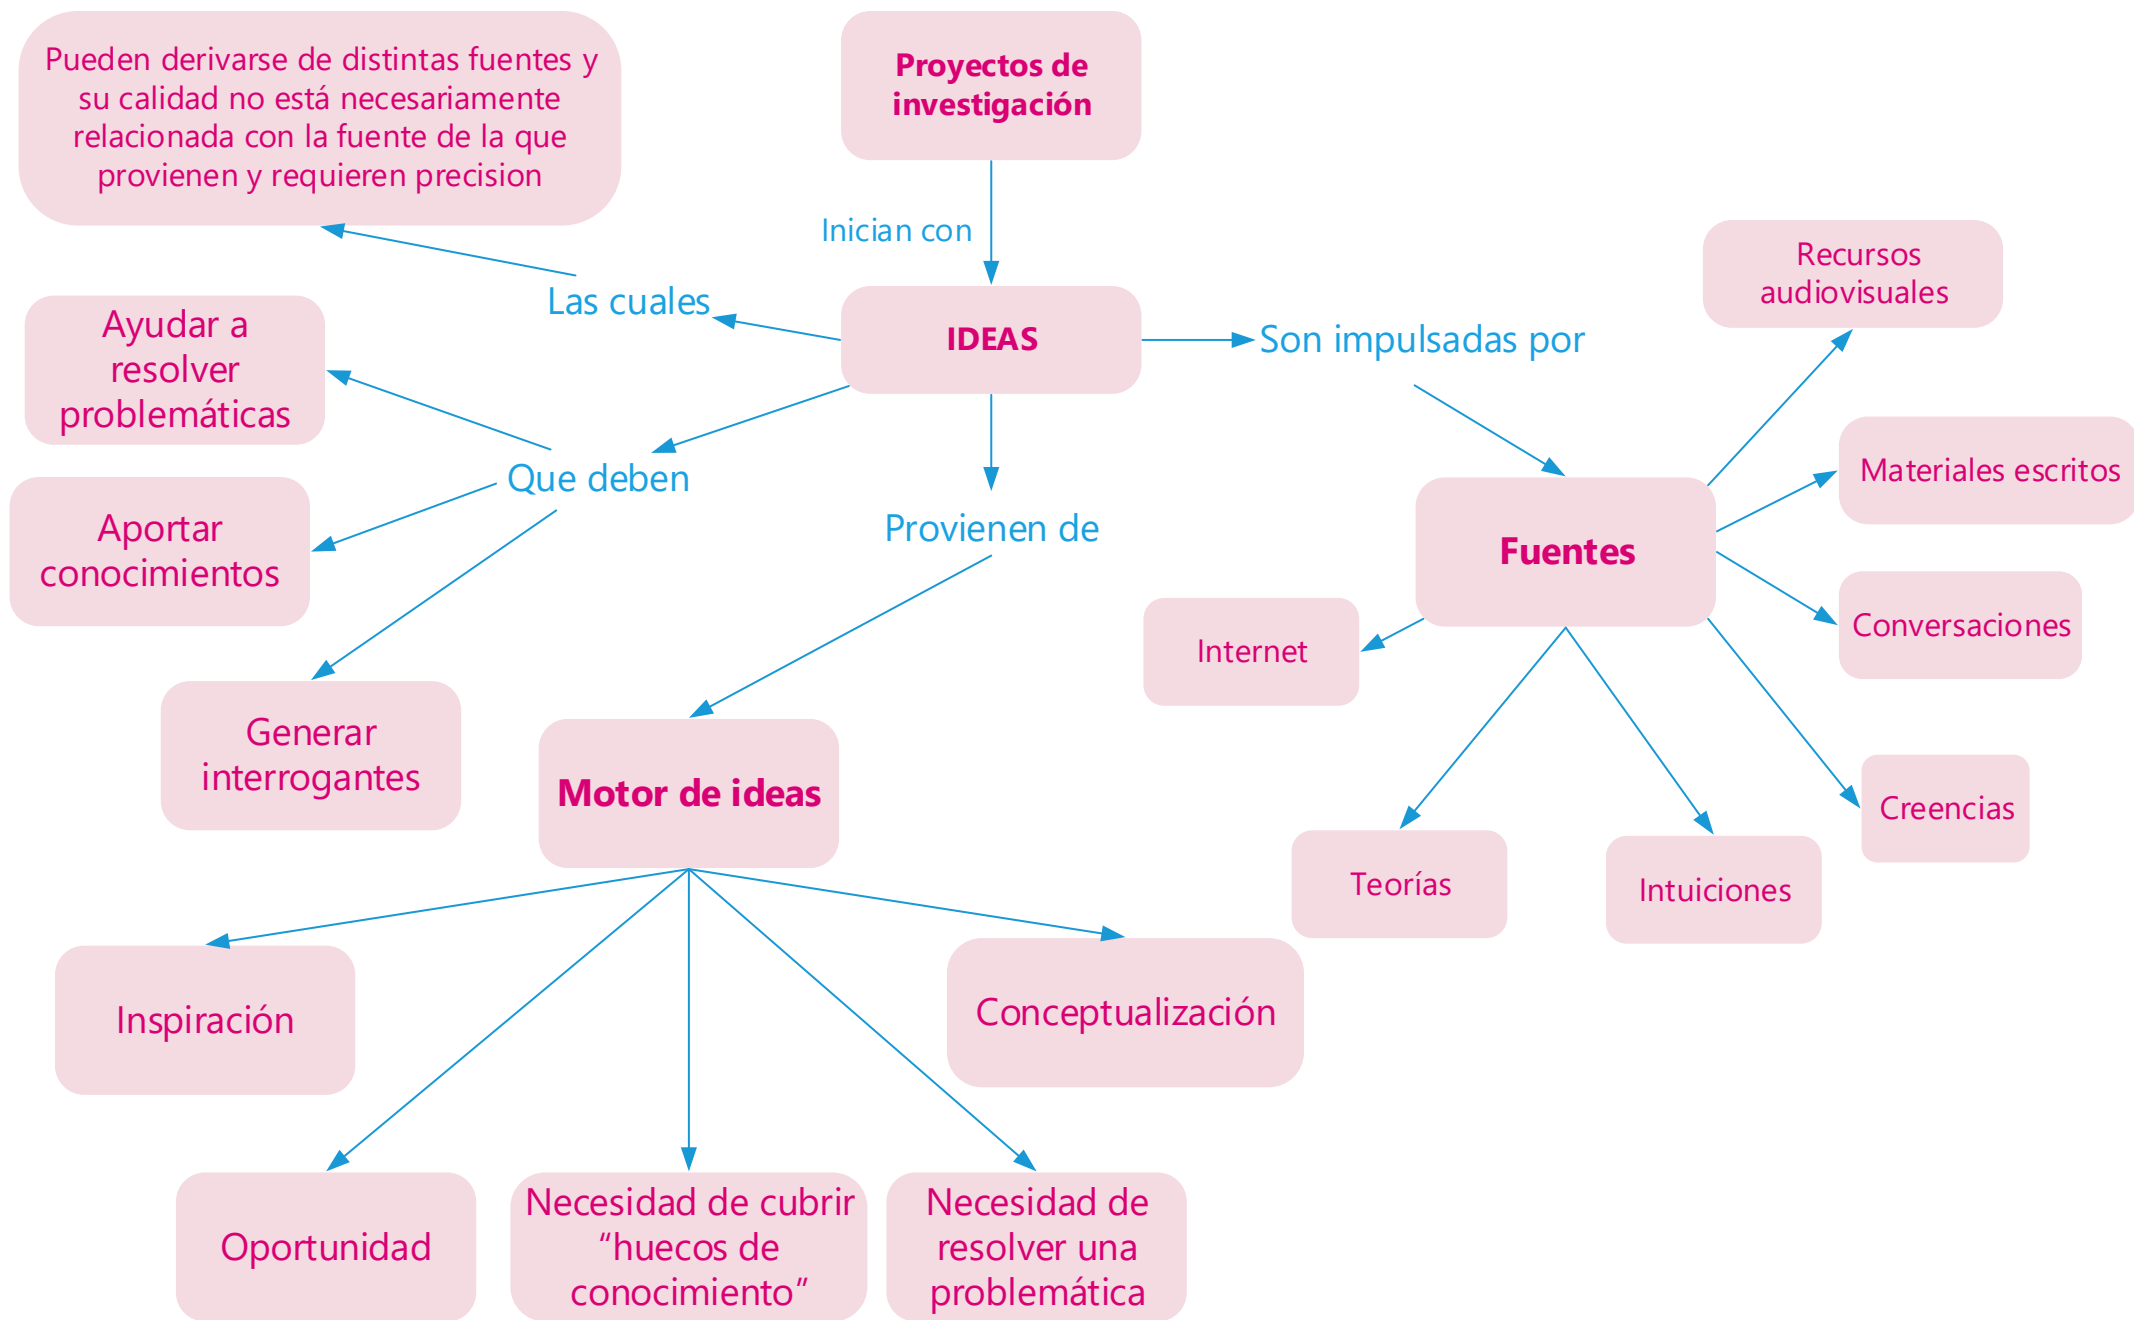 Pueden derivarse de distintas fuentes y
su calidad no está necesariamente
relacionada con la fuente de la que
provienen y requieren precision
Proyectos de
investigación
Inician con
Recursos
audiovisuales
Las cuales
IDEAS
Son impulsadas por
Ayudar a
resolver
problemáticas
Que deben
Materiales escritos
Aportar
conocimientos
Provienen de
Fuentes
Conversaciones
Internet
Generar
interrogantes
Motor de ideas
Creencias
Teorías
Intuiciones
Inspiración
Conceptualización
Oportunidad
Necesidad de cubrir
“huecos de
conocimiento”
Necesidad de
resolver una
problemática